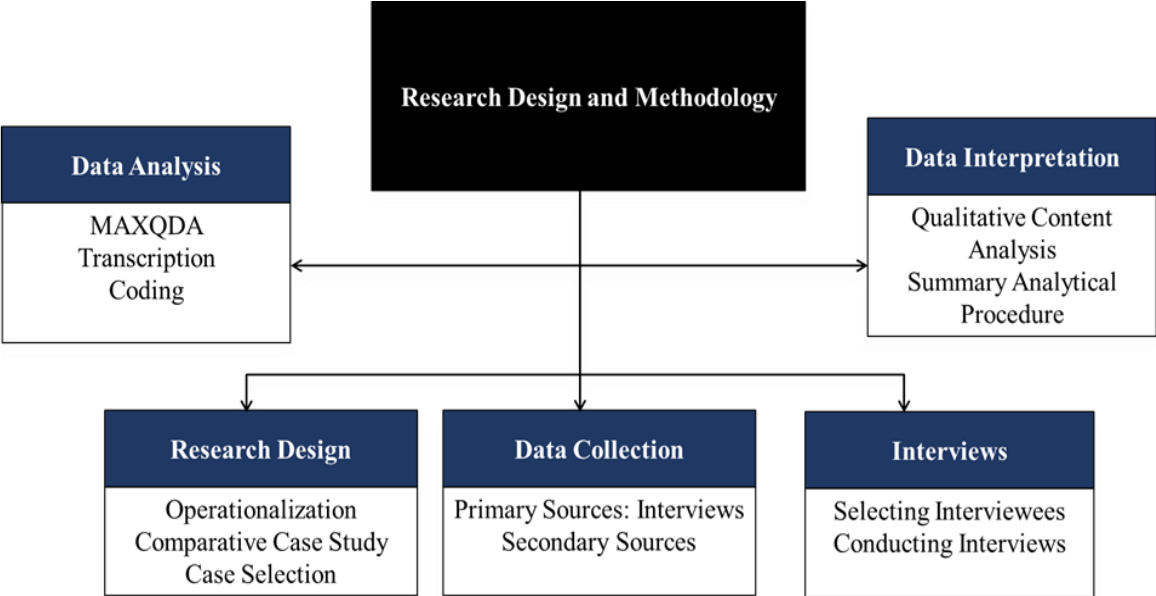 Research Design and Methodology
Data Analysis
MAXQDA
Transcription
Coding
Data Interpretation
Qualitative Content
Analysis
Summary Analytical
Procedure
Research Design
Operationalization
Comparative Case Study
Case Selection
Data Collection
Primary Sources: Interviews
Secondary Sources
Interviews
Selecting Interviewees
Conducting Interviews